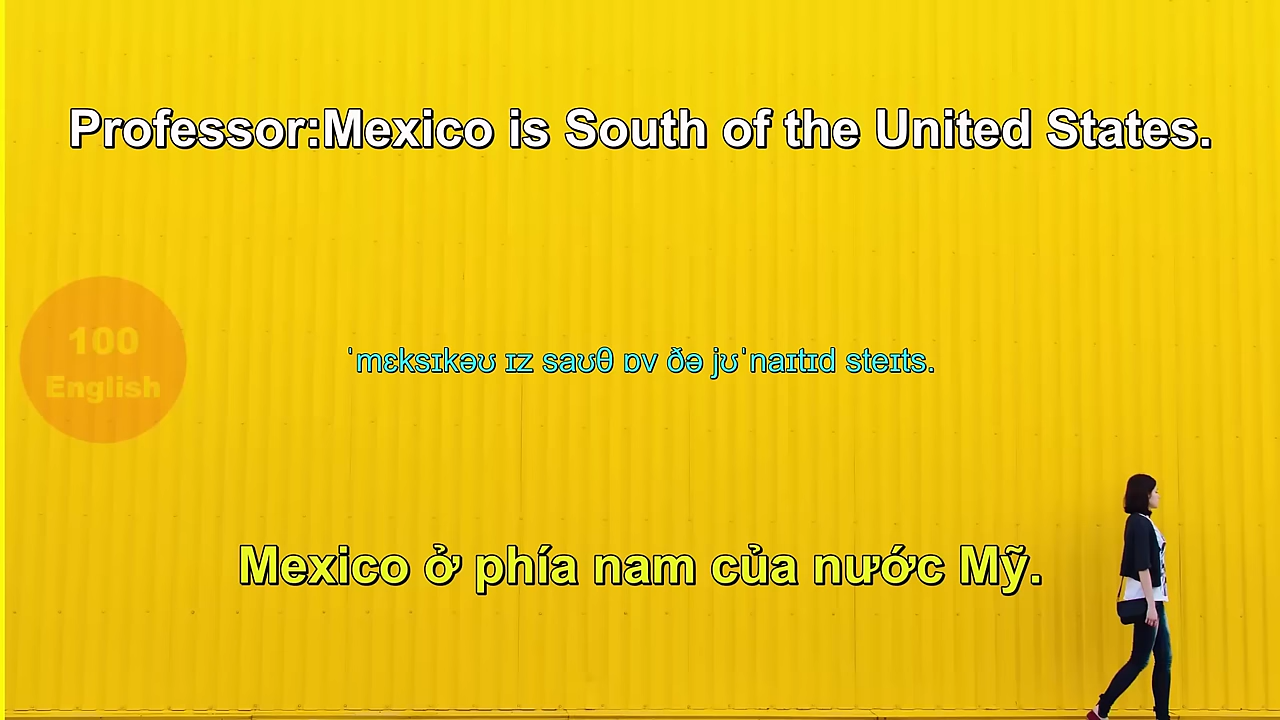 Professor:Mexico is South of the United States.
100
English
ˈmɛksɪkəʊ ɪz saʊθ ɒv ðə jʊˈnaɪtɪd steɪts.
Mexico ở phía nam của nước Mỹ.